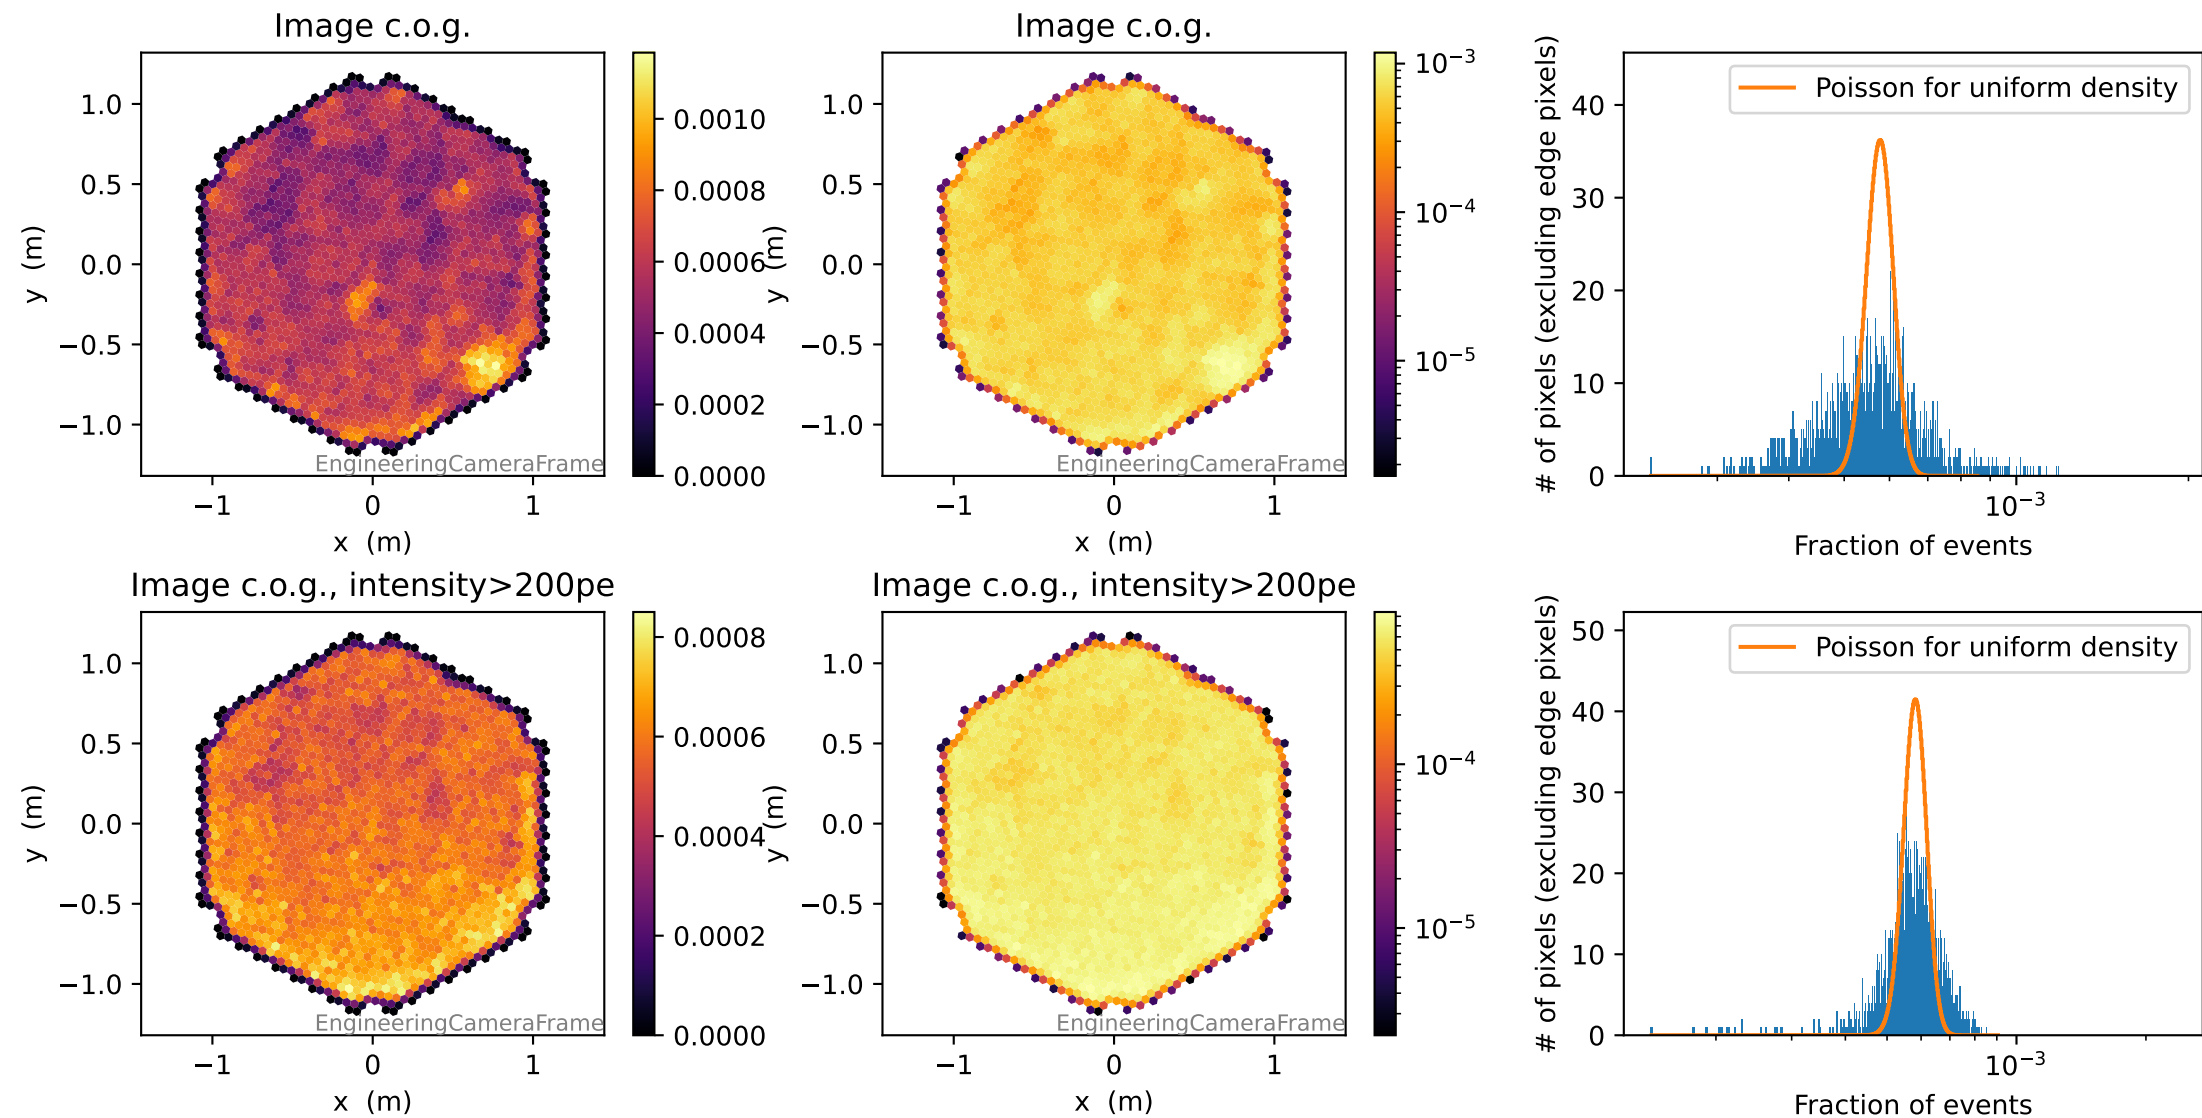 Image c.o.g.
y (m)
1.0
0.5
0.0
−0.5
−1.0
−1
0
1
x (m)
EngineeringCameraFrame
0.0010
0.0008
0.0006
0.0004
0.0002
0.0000
Image c.o.g.
y (m)
1.0
0.5
0.0
−0.5
−1.0
−1
0
1
x (m)
EngineeringCameraFrame
10⁻³
10⁻⁴
10⁻⁵
# of pixels (excluding edge pixels)
40
30
20
10
0
Poisson for uniform density
10⁻³
Fraction of events
Image c.o.g., intensity>200pe
y (m)
1.0
0.5
0.0
−0.5
−1.0
−1
0
1
x (m)
EngineeringCameraFrame
0.0008
0.0006
0.0004
0.0002
0.0000
Image c.o.g., intensity>200pe
y (m)
1.0
0.5
0.0
−0.5
−1.0
−1
0
1
x (m)
EngineeringCameraFrame
10⁻⁴
10⁻⁵
# of pixels (excluding edge pixels)
50
40
30
20
10
0
Poisson for uniform density
10⁻³
Fraction of events